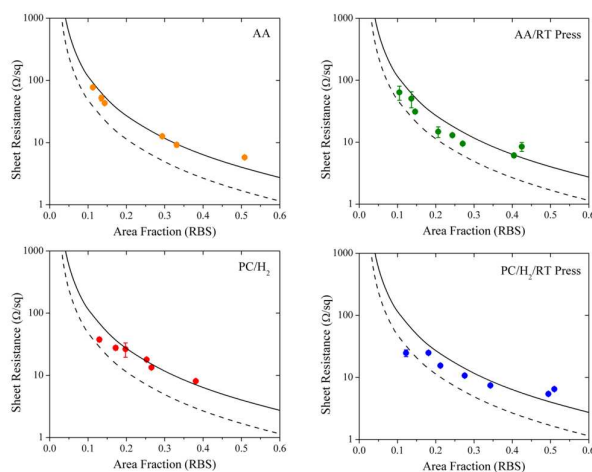 AA
1000
100
10
1
Sheet Resistance (Ω/sq)
0.0 0.1 0.2 0.3 0.4 0.5 0.6
Area Fraction (RBS)
AA/RT Press
1000
100
10
1
Sheet Resistance (Ω/sq)
0.0 0.1 0.2 0.3 0.4 0.5 0.6
Area Fraction (RBS)
PC/H₂
1000
100
10
1
Sheet Resistance (Ω/sq)
0.0 0.1 0.2 0.3 0.4 0.5 0.6
Area Fraction (RBS)
PC/H₂/RT Press
1000
100
10
1
Sheet Resistance (Ω/sq)
0.0 0.1 0.2 0.3 0.4 0.5 0.6
Area Fraction (RBS)